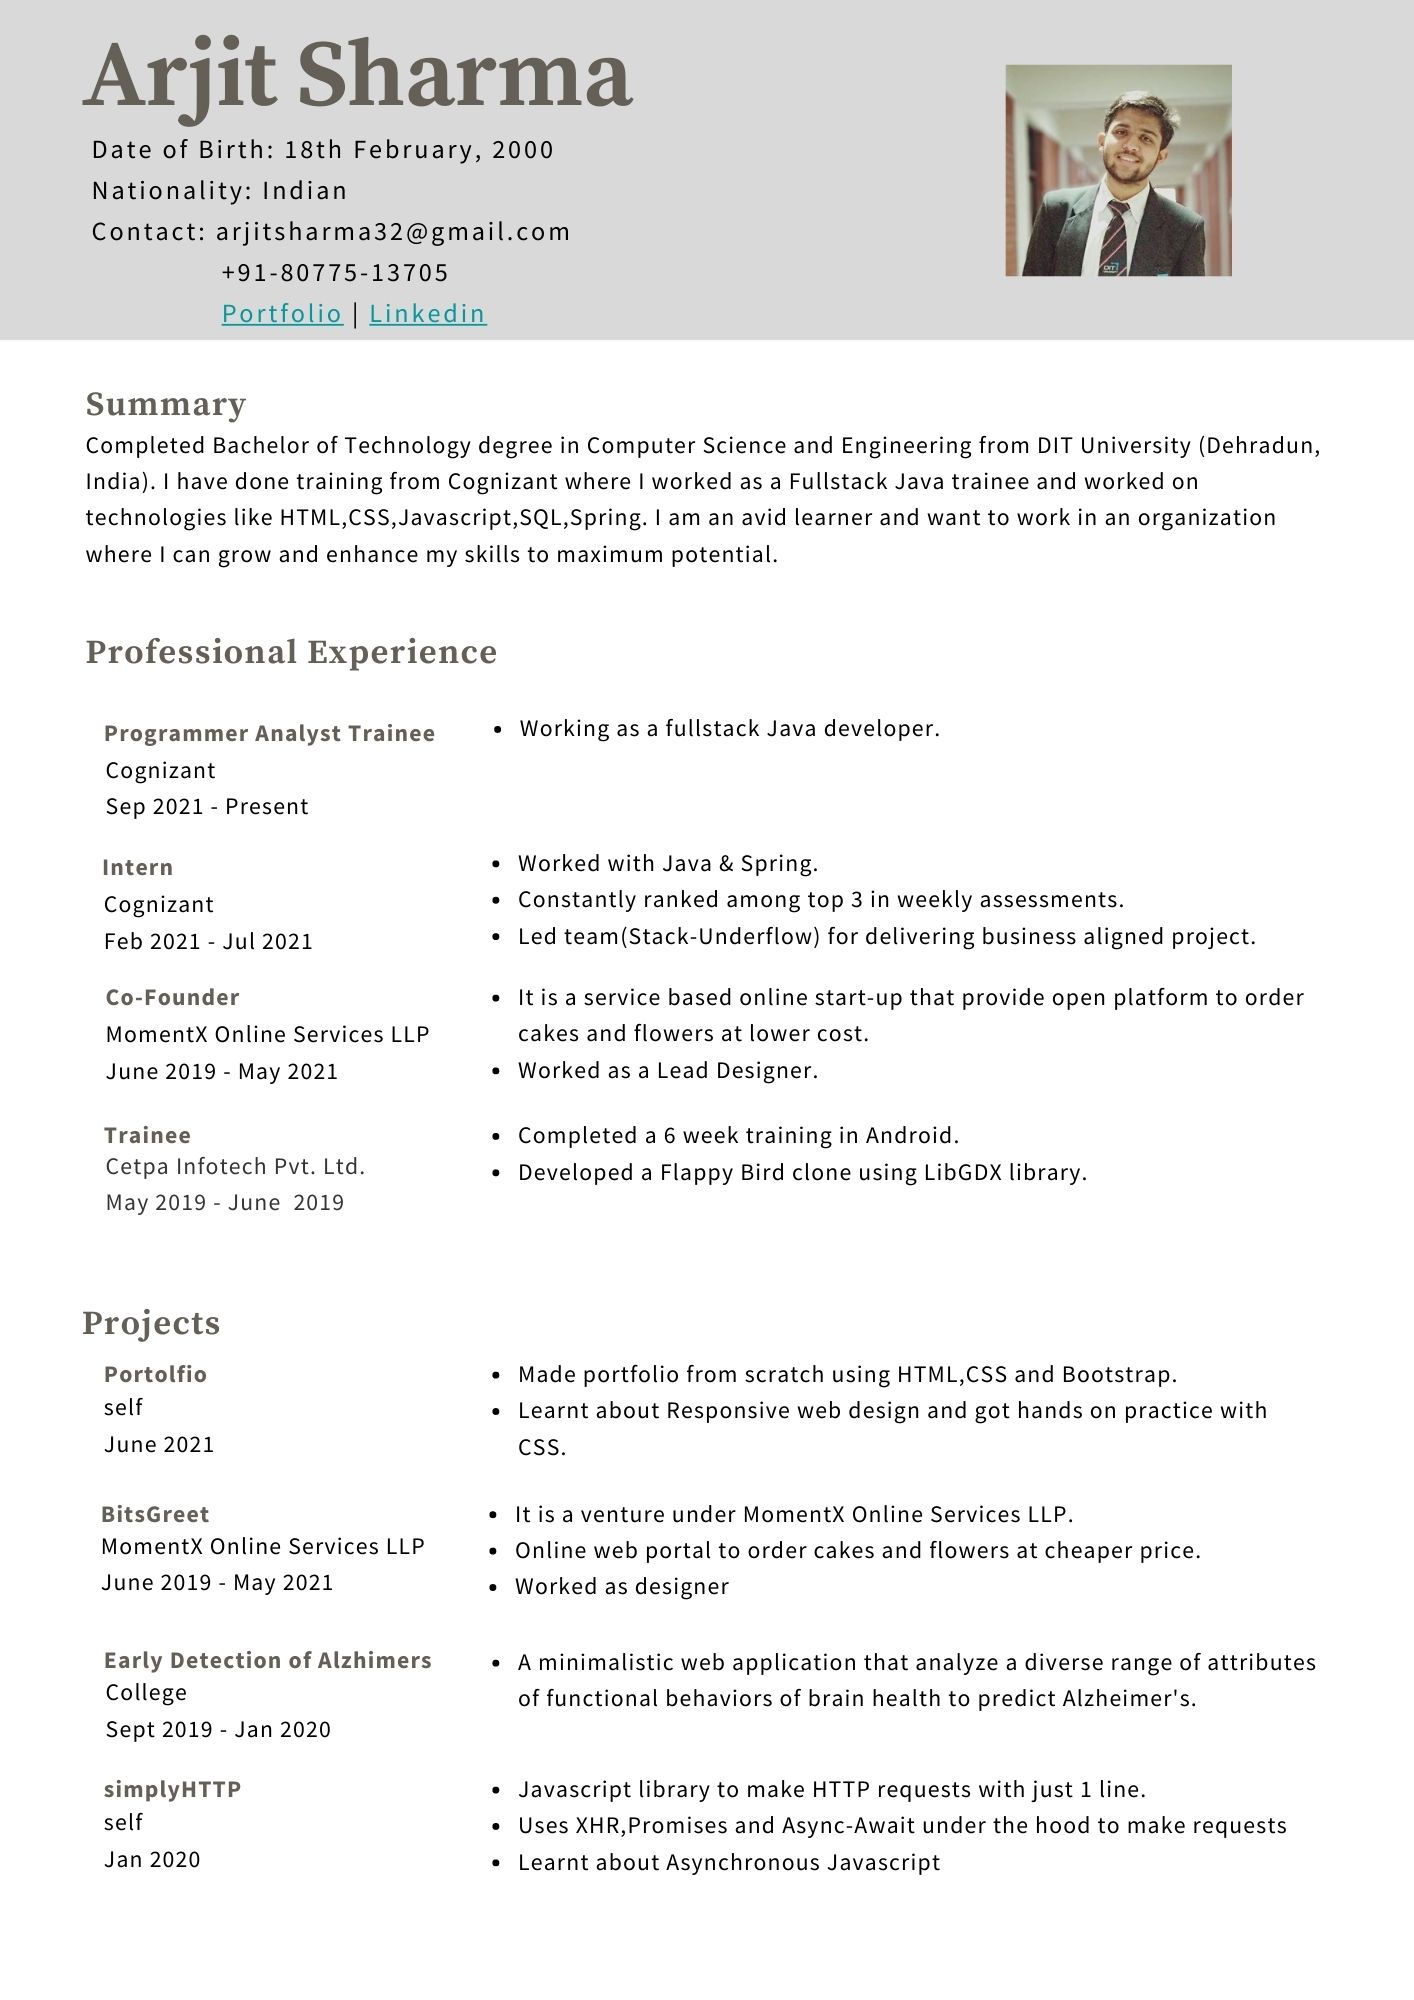 Arjit Sharma
Date of Birth: 18th February, 2000
Nationality: Indian
Contact: arjitsharma32@gmail.com
+91-80775-13705
Portfolio | Linkedin
DIT
Summary
Completed Bachelor of Technology degree in Computer Science and Engineering from DIT University (Dehradun,
India). I have done training from Cognizant where I worked as a Fullstack Java trainee and worked on
technologies like HTML,CSS,Javascript,SQL,Spring. I am an avid learner and want to work in an organization
where I can grow and enhance my skills to maximum potential.
Professional Experience
Programmer Analyst Trainee
Cognizant
Sep 2021 - Present
• Working as a fullstack Java developer.
Intern
Cognizant
Feb 2021 - Jul 2021
• Worked with Java & Spring.
• Constantly ranked among top 3 in weekly assessments.
• Led team(Stack-Underflow) for delivering business aligned project.
Co-Founder
MomentX Online Services LLP
June 2019 - May 2021
• It is a service based online start-up that provide open platform to order
cakes and flowers at lower cost.
• Worked as a Lead Designer.
Trainee
Cetpa Infotech Pvt. Ltd.
May 2019 - June  2019
• Completed a 6 week training in Android.
• Developed a Flappy Bird clone using LibGDX library.
Projects
Portolfio
self
June 2021
• Made portfolio from scratch using HTML,CSS and Bootstrap.
• Learnt about Responsive web design and got hands on practice with
CSS.
BitsGreet
MomentX Online Services LLP
June 2019 - May 2021
• It is a venture under MomentX Online Services LLP.
• Online web portal to order cakes and flowers at cheaper price.
• Worked as designer
Early Detection of Alzhimers
College
Sept 2019 - Jan 2020
• A minimalistic web application that analyze a diverse range of attributes
of functional behaviors of brain health to predict Alzheimer's.
simplyHTTP
self
Jan 2020
• Javascript library to make HTTP requests with just 1 line.
• Uses XHR,Promises and Async-Await under the hood to make requests
• Learnt about Asynchronous Javascript